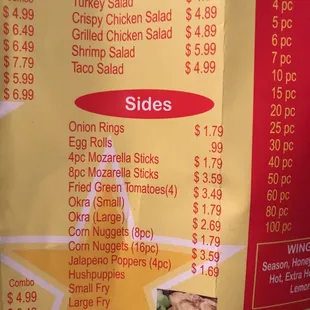 $ 4.99
$ 6.49
$ 6.49
$ 7.79
$ 5.99
$ 6.99
Turkey Salad
Crispy Chicken Salad $ 4.89
Grilled Chicken Salad $ 4.89
Shrimp Salad $ 5.99
Taco Salad $ 4.99
Sides
Onion Rings $ 1.79
Egg Rolls .99
4pc Mozarella Sticks $ 1.79
8pc Mozarella Sticks $ 3.59
Fried Green Tomatoes(4) $ 3.49
Okra (Small) $ 1.79
Okra (Large) $ 2.69
Corn Nuggets (8pc) $ 1.79
Corn Nuggets (16pc) $ 3.59
Jalapeno Poppers (4pc) $ 1.69
Hushpuppies
Small Fry
Large Fry
Combo
$ 4.99
4 pc
5 pc
6 pc
7 pc
10 pc
15 pc
20 pc
25 pc
30 pc
40 pc
50 pc
60 pc
100 pc
80 pc
100 pc
WING
Season, Honey
Hot, Extra H
Lemon